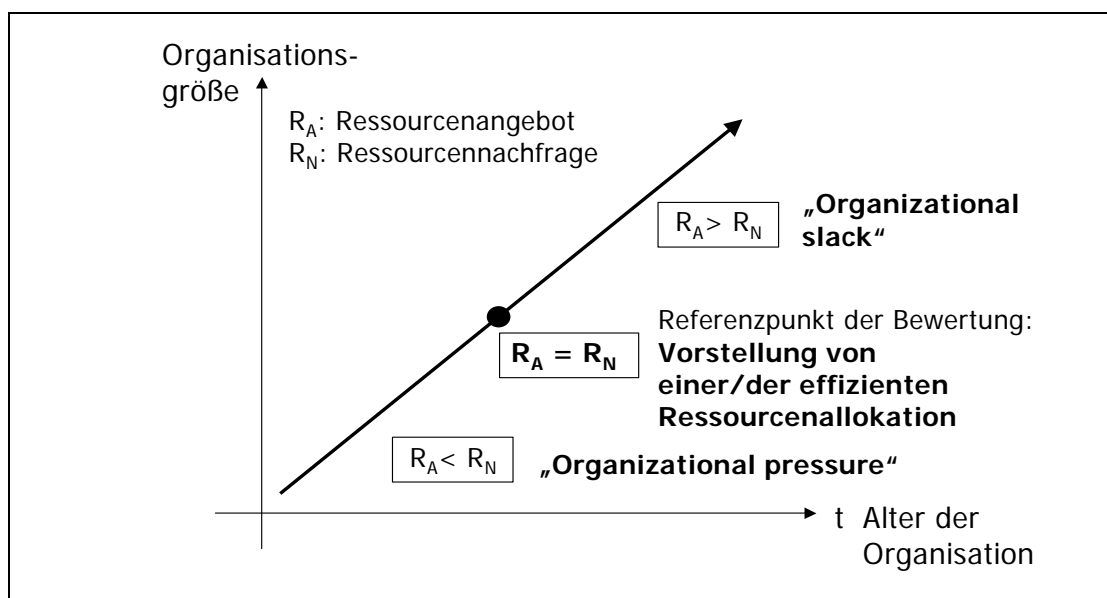 Organisations-
größe
R_A: Ressourcenangebot
R_N: Ressourcennachfrage
R_A> R_N
„Organizational
slack“
R_A = R_N
Referenzpunkt der Bewertung:
Vorstellung von
einer/der effizienten
Ressourcenallokation
R_A< R_N
„Organizational pressure“
t Alter der
Organisation